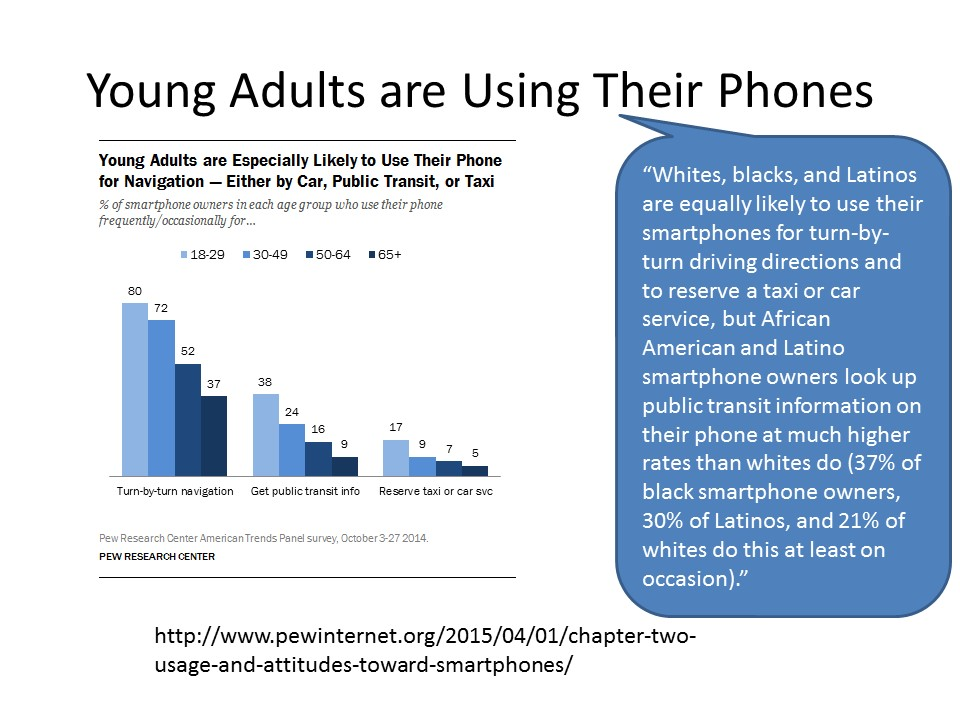 Young Adults are Using Their Phones
Young Adults are Especially Likely to Use Their Phone
for Navigation — Either by Car, Public Transit, or Taxi
% of smartphone owners in each age group who use their phone
frequently/occasionally for...
18-29 30-49 50-64 65+
80
72
52
37
38
24
16
9
17
9
7
5
Turn-by-turn navigation Get public transit info Reserve taxi or car svc
Pew Research Center American Trends Panel survey, October 3-27 2014.
PEW RESEARCH CENTER
“Whites, blacks, and Latinos
are equally likely to use their
smartphones for turn-by-
turn driving directions and
to reserve a taxi or car
service, but African
American and Latino
smartphone owners look up
public transit information on
their phone at much higher
rates than whites do (37% of
black smartphone owners,
30% of Latinos, and 21% of
whites do this at least on
occasion).”
http://www.pewinternet.org/2015/04/01/chapter-two-
usage-and-attitudes-toward-smartphones/